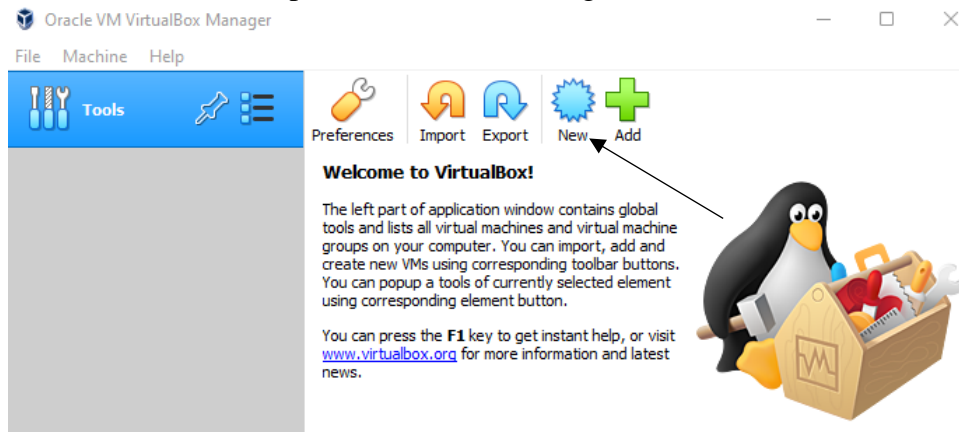 Oracle VM VirtualBox Manager
File Machine Help
Tools
Preferences Import Export New Add
Welcome to VirtualBox!
The left part of application window contains global
tools and lists all virtual machines and virtual machine
groups on your computer. You can import, add and
create new VMs using corresponding toolbar buttons.
You can popup a tools of currently selected element
using corresponding element button.
You can press the F1 key to get instant help, or visit
www.virtualbox.org for more information and latest
news.